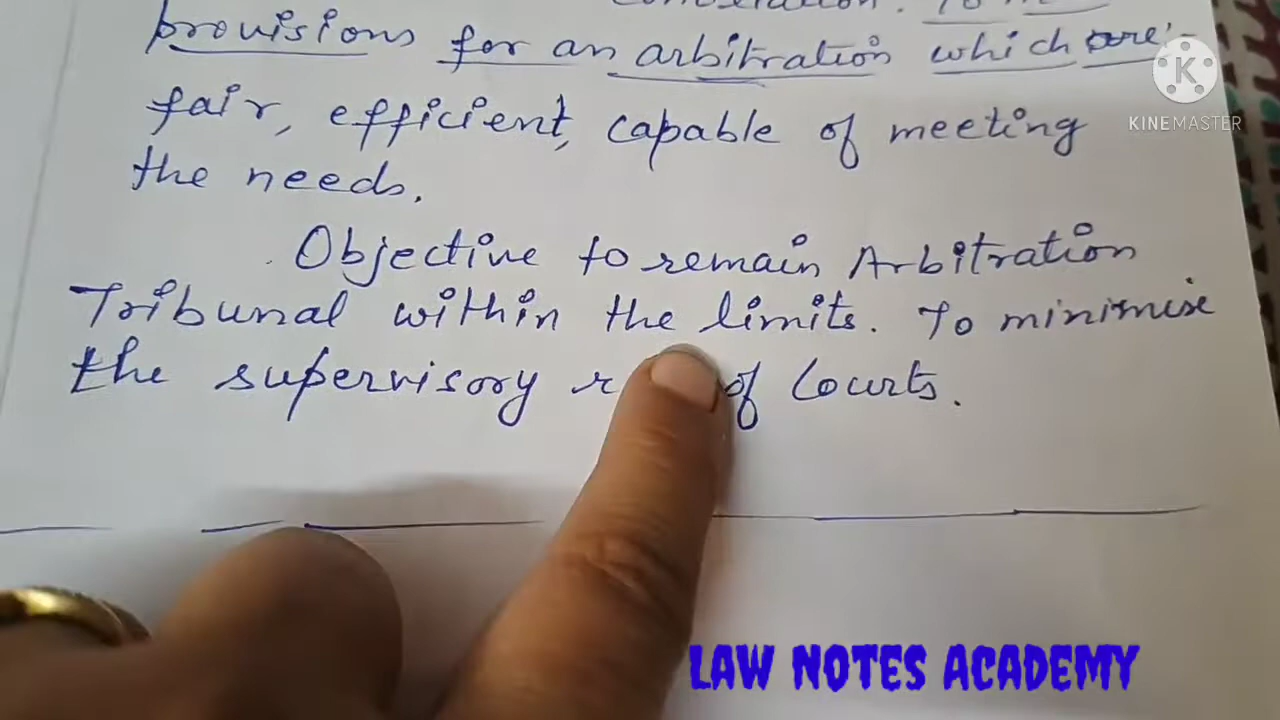 provisions for an arbitration which are:-
fair, efficient, capable of meeting
the needs.
Objective to remain Arbitration
Tribunal within the limits. To minimise
the supervisory of Courts.
KINEMASTER
LAW NOTES ACADEMY